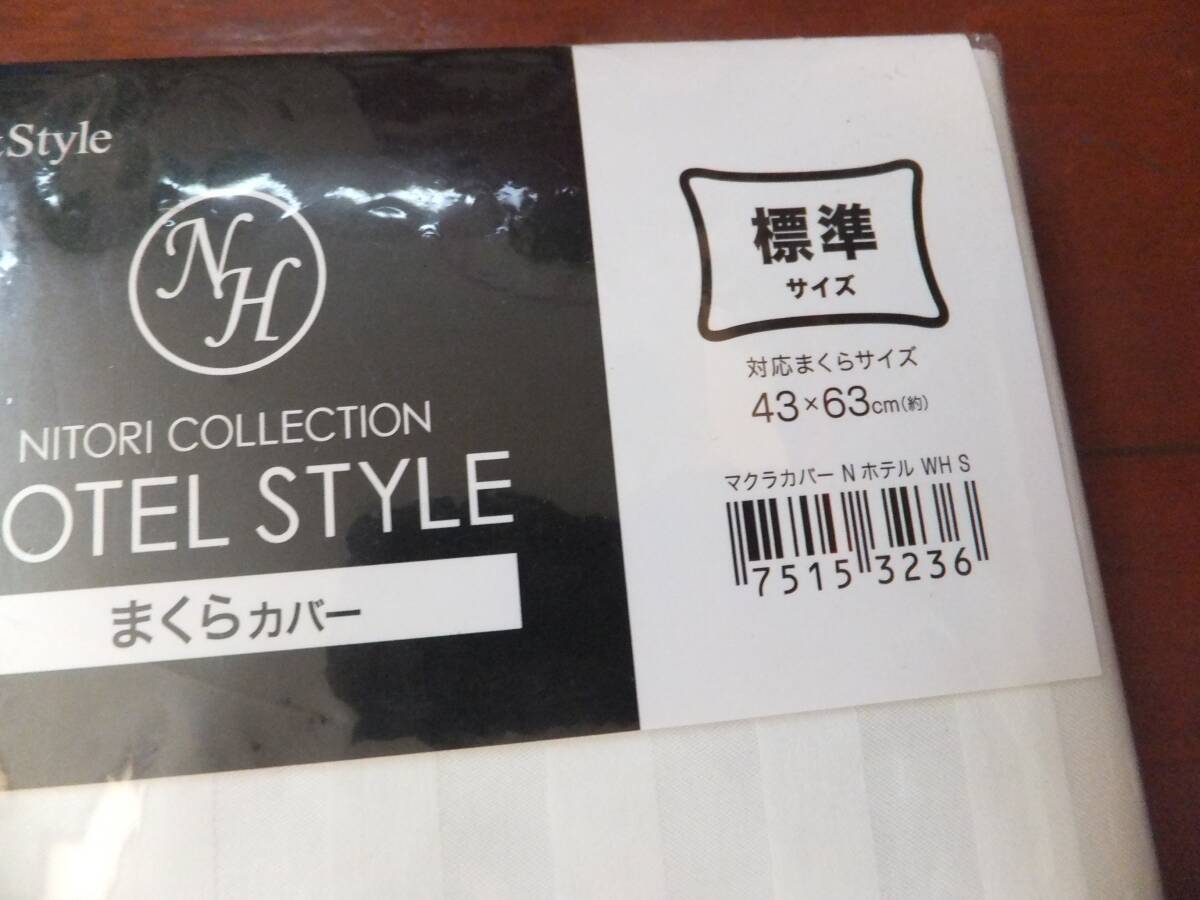 Style
NH
NITORI COLLECTION
OTEL STYLE
まくらカバー
標準
サイズ
対応まくらサイズ
43×63cm(約)
マクラカバー N ホテル WH S
7515 3236